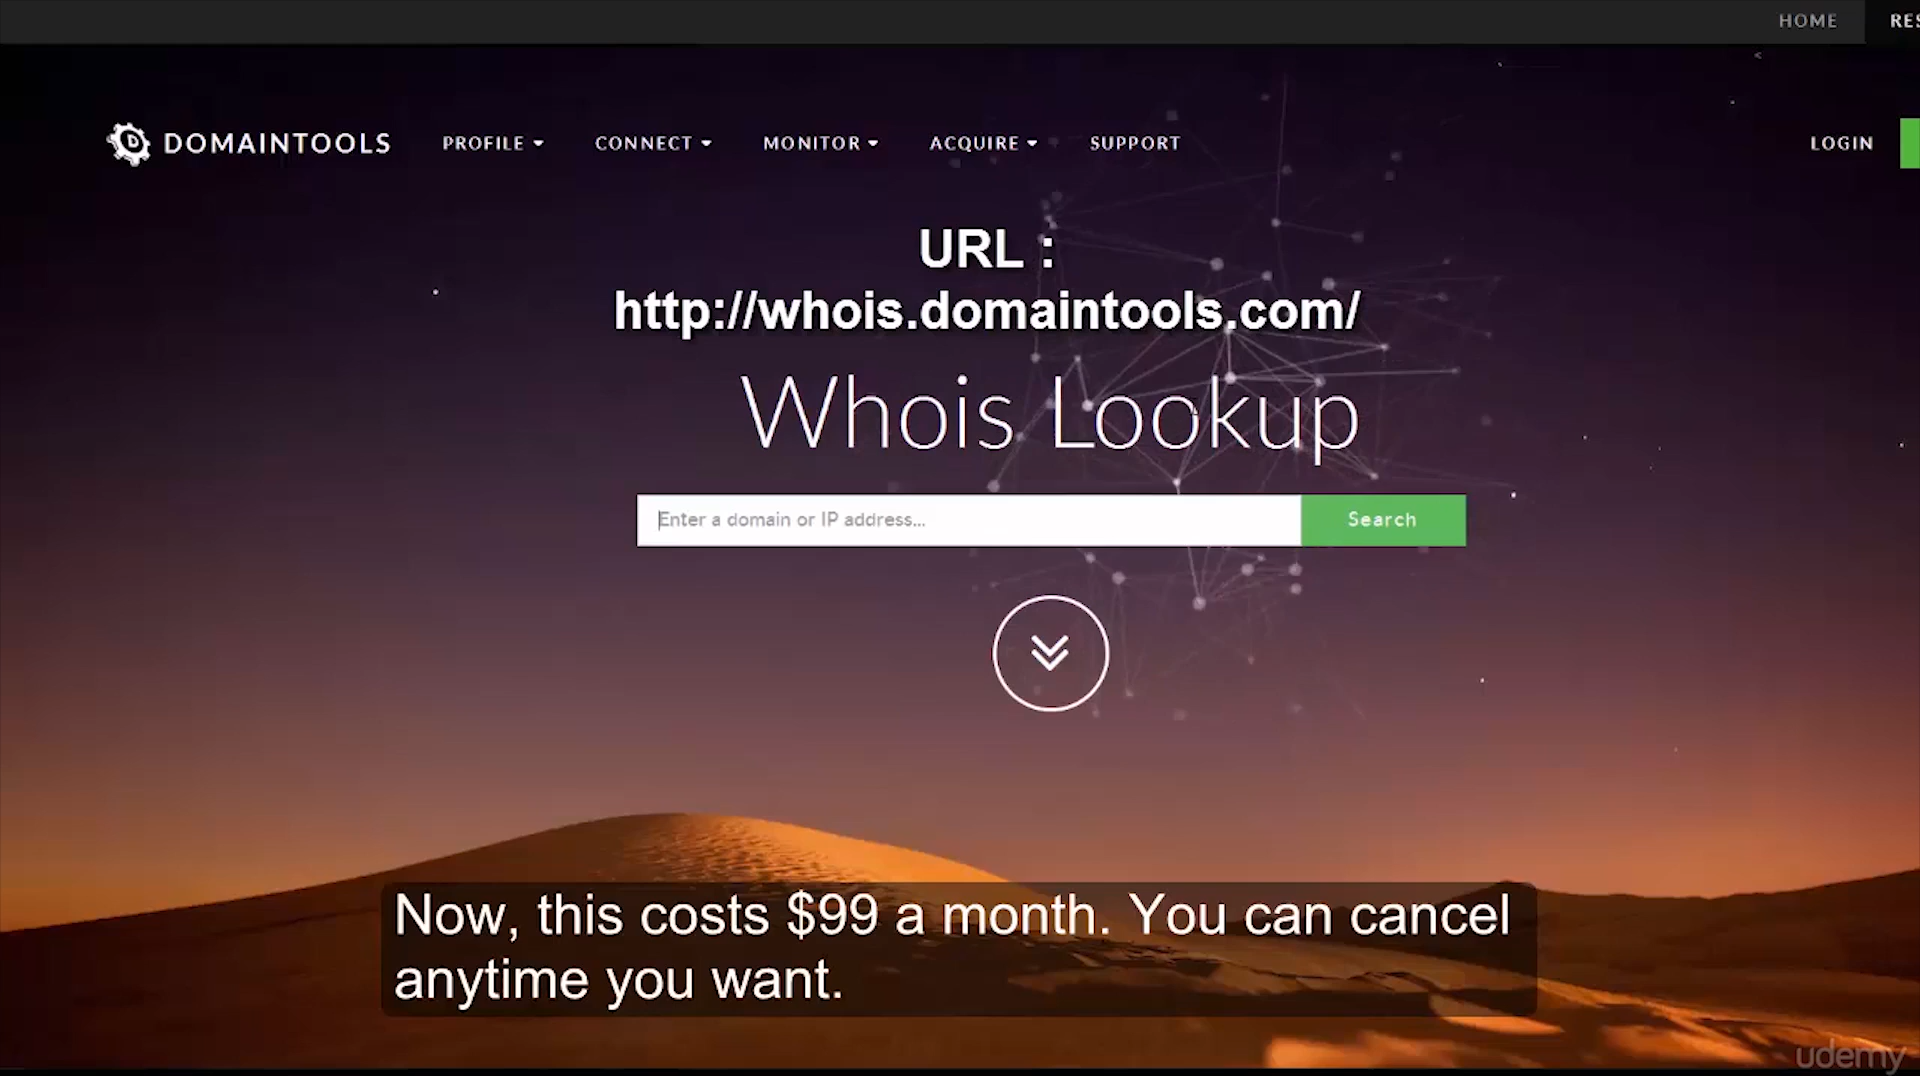 HOME
DOMAINTOOLS PROFILE CONNECT MONITOR ACQUIRE SUPPORT LOGIN
URL :
http://whois.domaintools.com/
Whois Lookup
Enter a domain or IP address... Search
Now, this costs $99 a month. You can cancel
anytime you want.
udemy